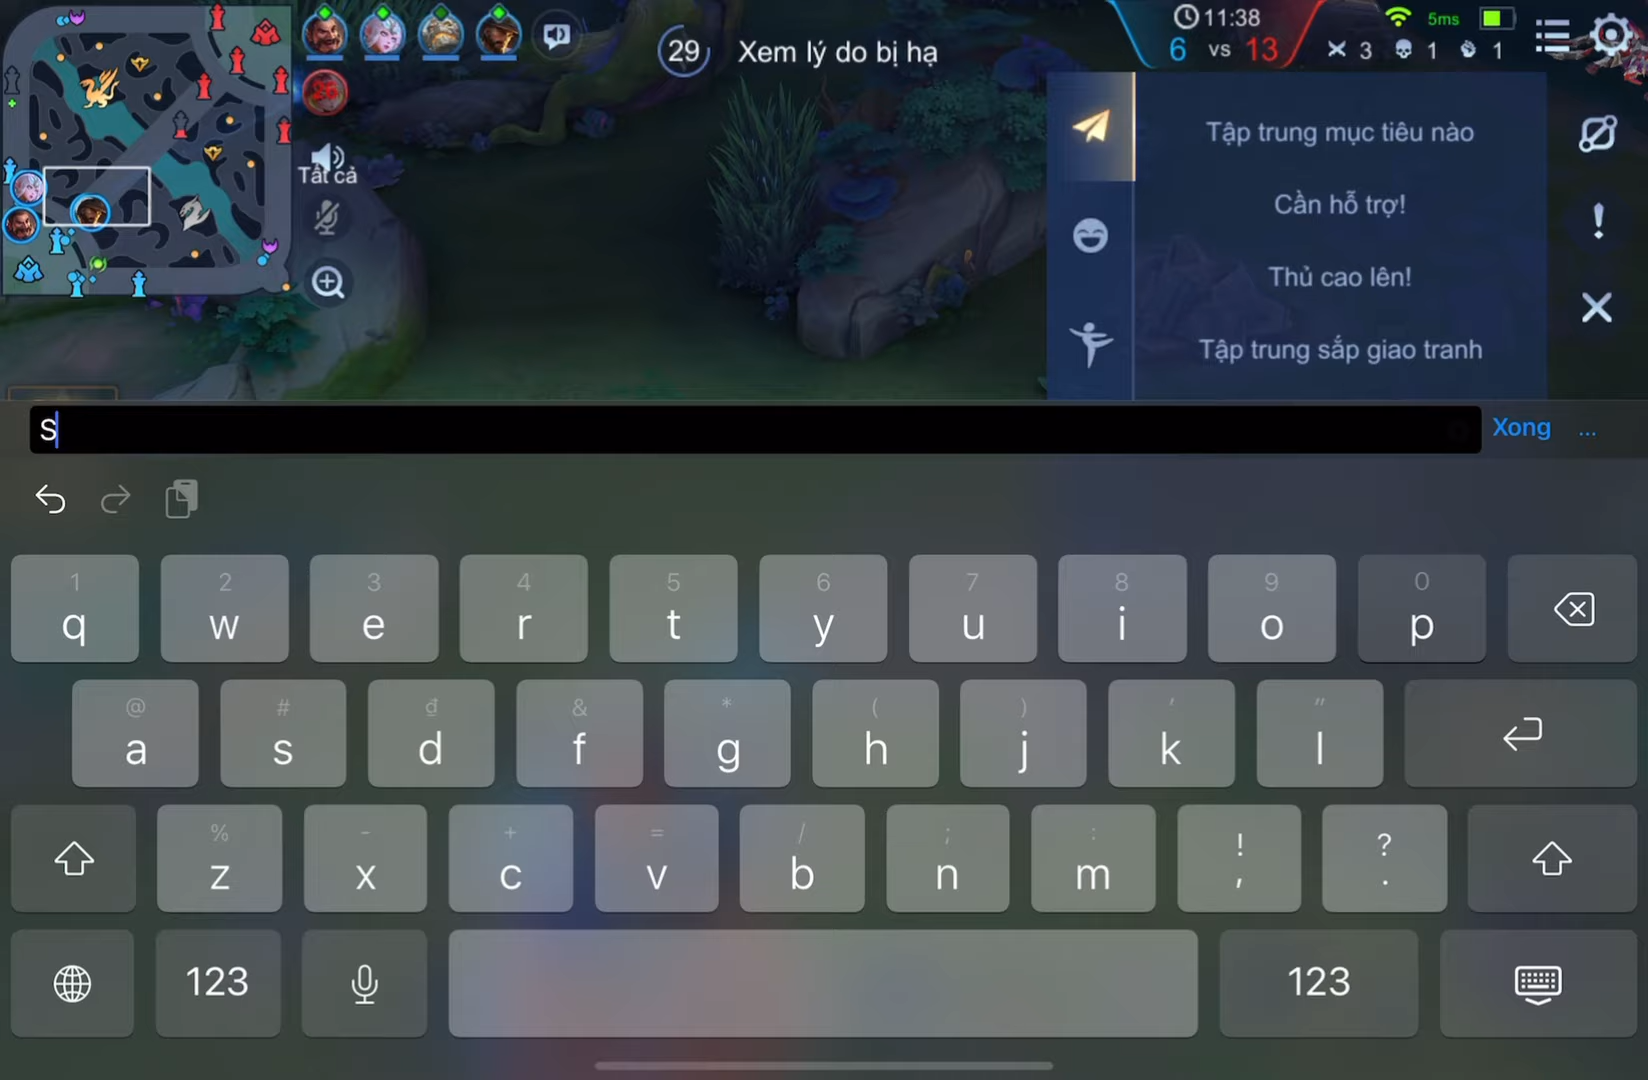 11:38
5ms
29 Xem lý do bị hạ
6 vs 13
3 1 1
Tất cả
Tập trung mục tiêu nào
Cần hỗ trợ!
Thủ cao lên!
Tập trung sắp giao tranh
S
Xong ...
1 2 3 4 5 6 7 8 9 0
q w e r t y u i o p
@ # đ & * ( ) ' "
a s d f g h j k l
% - + = / ; : ! ?
z x c v b n m , .
123 123